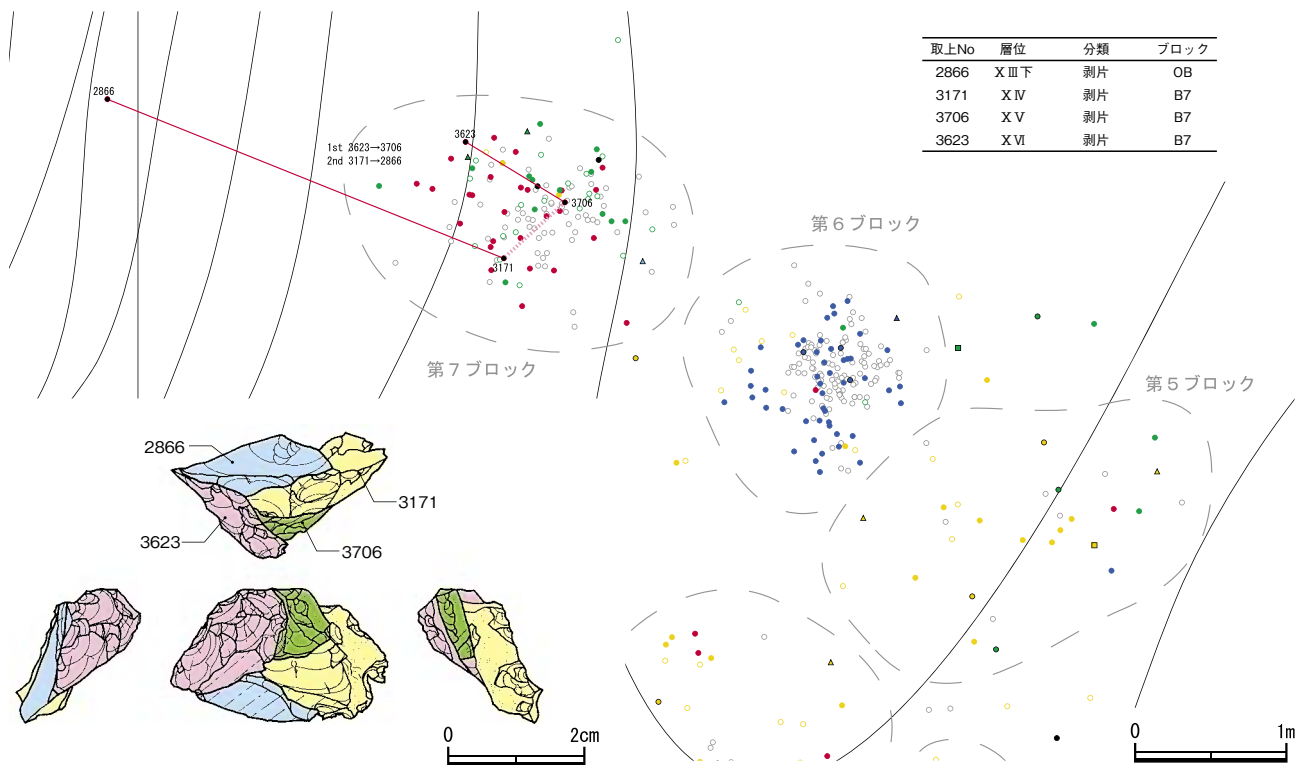 取上No 層位 分類 ブロック
2866 ⅩⅢ下 剥片 OB
3171 ⅩⅣ 剥片 B7
3706 ⅩⅤ 剥片 B7
3623 ⅩⅥ 剥片 B7
2866
3623
1st 3623→3706
2nd 3171→2866
3706
3171
第7ブロック
第6ブロック
第5ブロック
2866
3171
3623
3706
0 2cm
0 1m